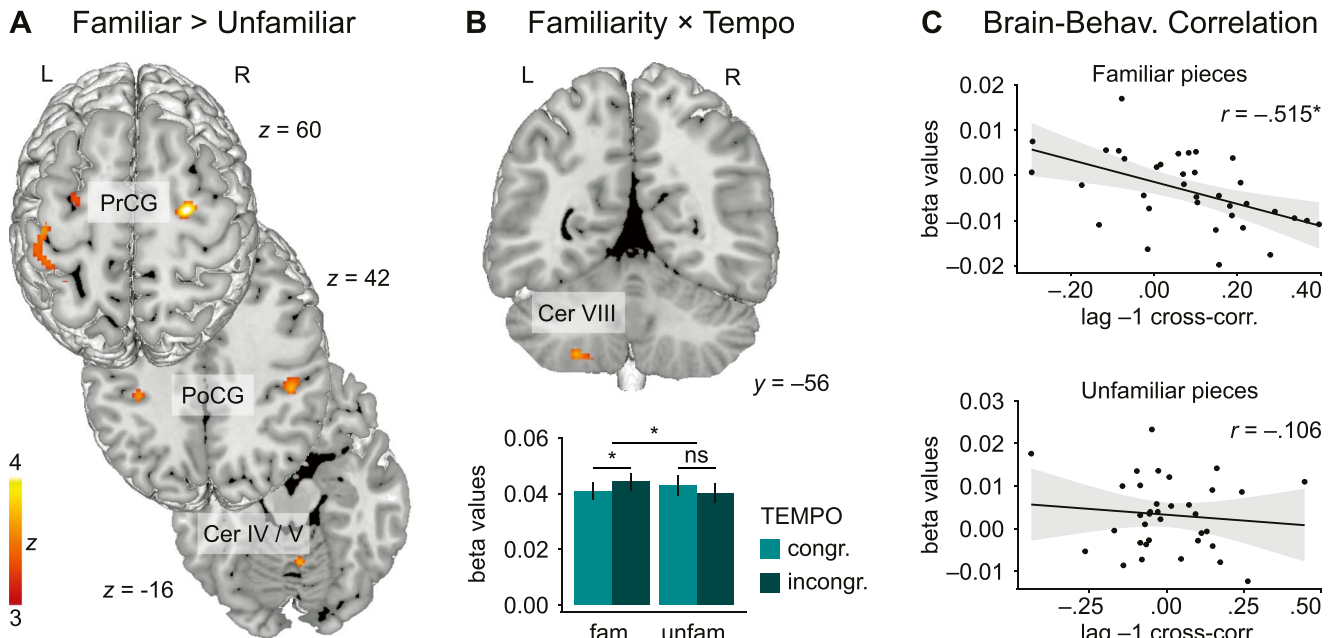 A Familiar > Unfamiliar
L
R
z = 60
PrCG
z = 42
PoCG
4
z
3
Cer IV / V
z = -16
B Familiarity × Tempo
L
R
Cer VIII
y = –56
0.06
0.04
0.02
0.00
beta values
*
*
ns
fam
unfam
TEMPO
congr.
incongr.
C Brain-Behav. Correlation
Familiar pieces
r = –.515*
0.02
0.01
0.00
–0.01
–0.02
beta values
–.20 .00 .20 .40
lag –1 cross-corr.
Unfamiliar pieces
r = –.106
0.03
0.02
0.01
0.00
–0.01
beta values
–.25 .00 .25 .50
lag –1 cross-corr.